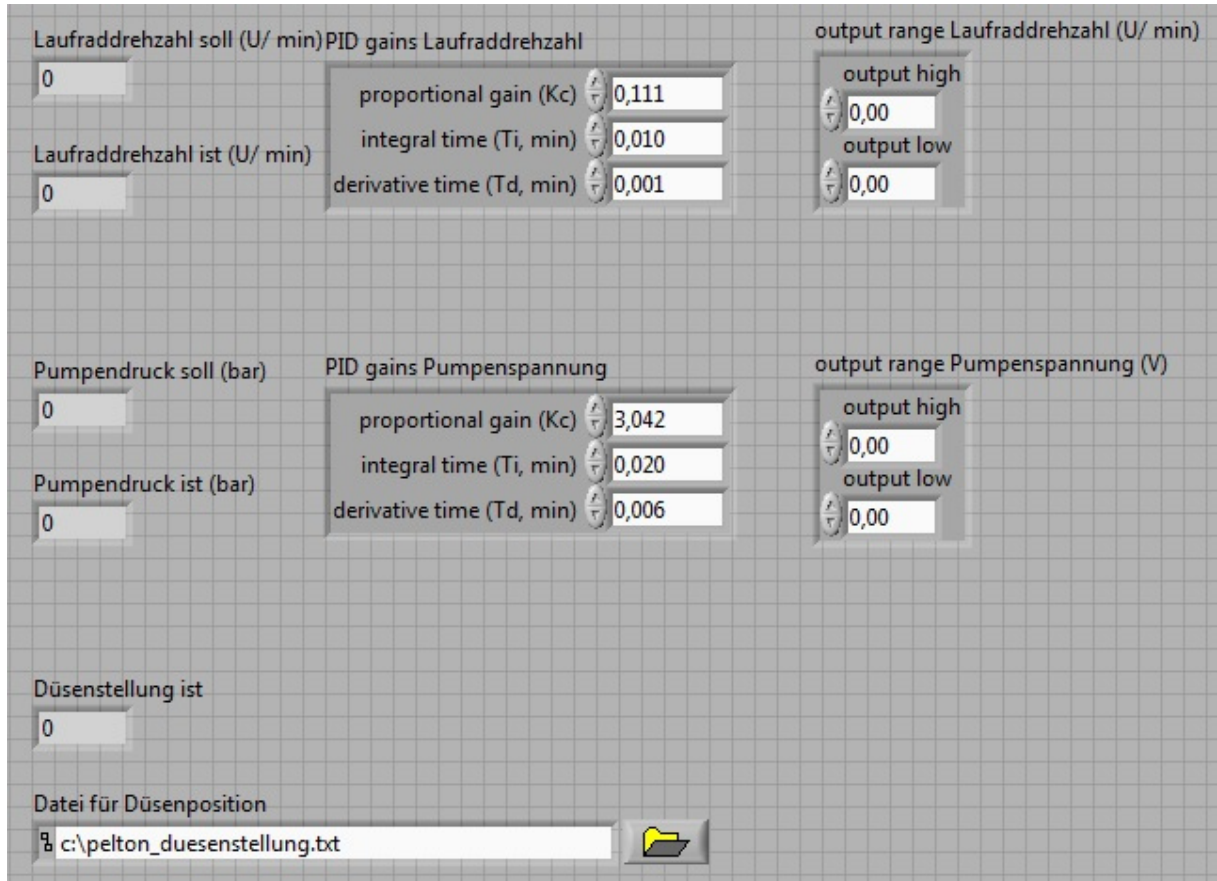 Laufraddrehzahl soll (U/ min)
0
Laufraddrehzahl ist (U/ min)
0
PID gains Laufraddrehzahl
proportional gain (Kc) 0,111
integral time (Ti, min) 0,010
derivative time (Td, min) 0,001
output range Laufraddrehzahl (U/ min)
output high
0,00
output low
0,00
Pumpendruck soll (bar)
0
Pumpendruck ist (bar)
0
PID gains Pumpenspannung
proportional gain (Kc) 3,042
integral time (Ti, min) 0,020
derivative time (Td, min) 0,006
output range Pumpenspannung (V)
output high
0,00
output low
0,00
Düsenstellung ist
0
Datei für Düsenposition
c:\pelton_duesenstellung.txt